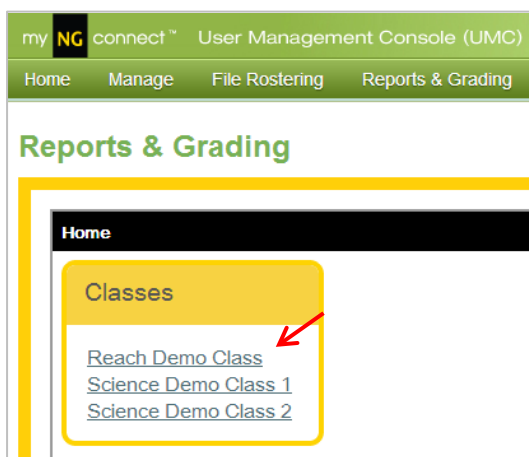 my NG connect™ User Management Console (UMC)
Home Manage File Rostering Reports & Grading
Reports & Grading
Home
Classes
Reach Demo Class
Science Demo Class 1
Science Demo Class 2